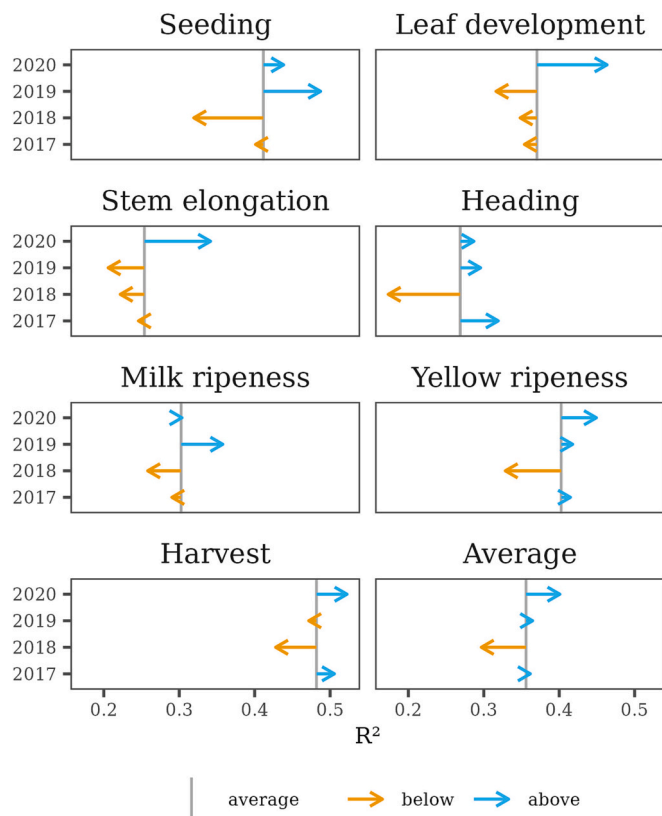 Seeding Leaf development
2020
2019
2018
2017
Stem elongation Heading
2020
2019
2018
2017
Milk ripeness Yellow ripeness
2020
2019
2018
2017
Harvest Average
2020
2019
2018
2017
0.2 0.3 0.4 0.5 0.2 0.3 0.4 0.5
R²
average below above